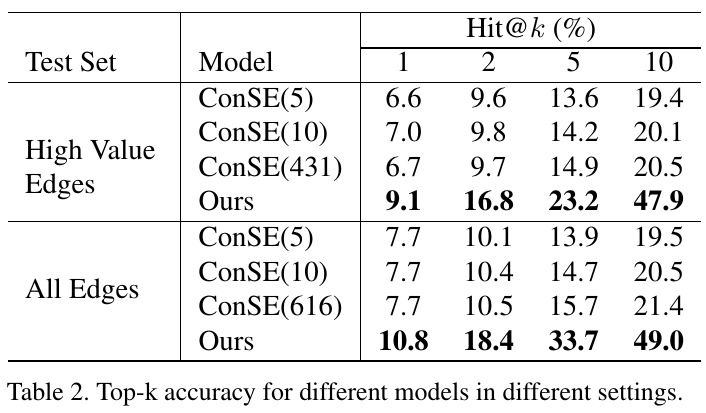 Hit@k (%)
Test Set Model 1 2 5 10
High Value Edges ConSE(5) 6.6 9.6 13.6 19.4
ConSE(10) 7.0 9.8 14.2 20.1
ConSE(431) 6.7 9.7 14.9 20.5
Ours 9.1 16.8 23.2 47.9
All Edges ConSE(5) 7.7 10.1 13.9 19.5
ConSE(10) 7.7 10.4 14.7 20.5
ConSE(616) 7.7 10.5 15.7 21.4
Ours 10.8 18.4 33.7 49.0
Table 2. Top-k accuracy for different models in different settings.